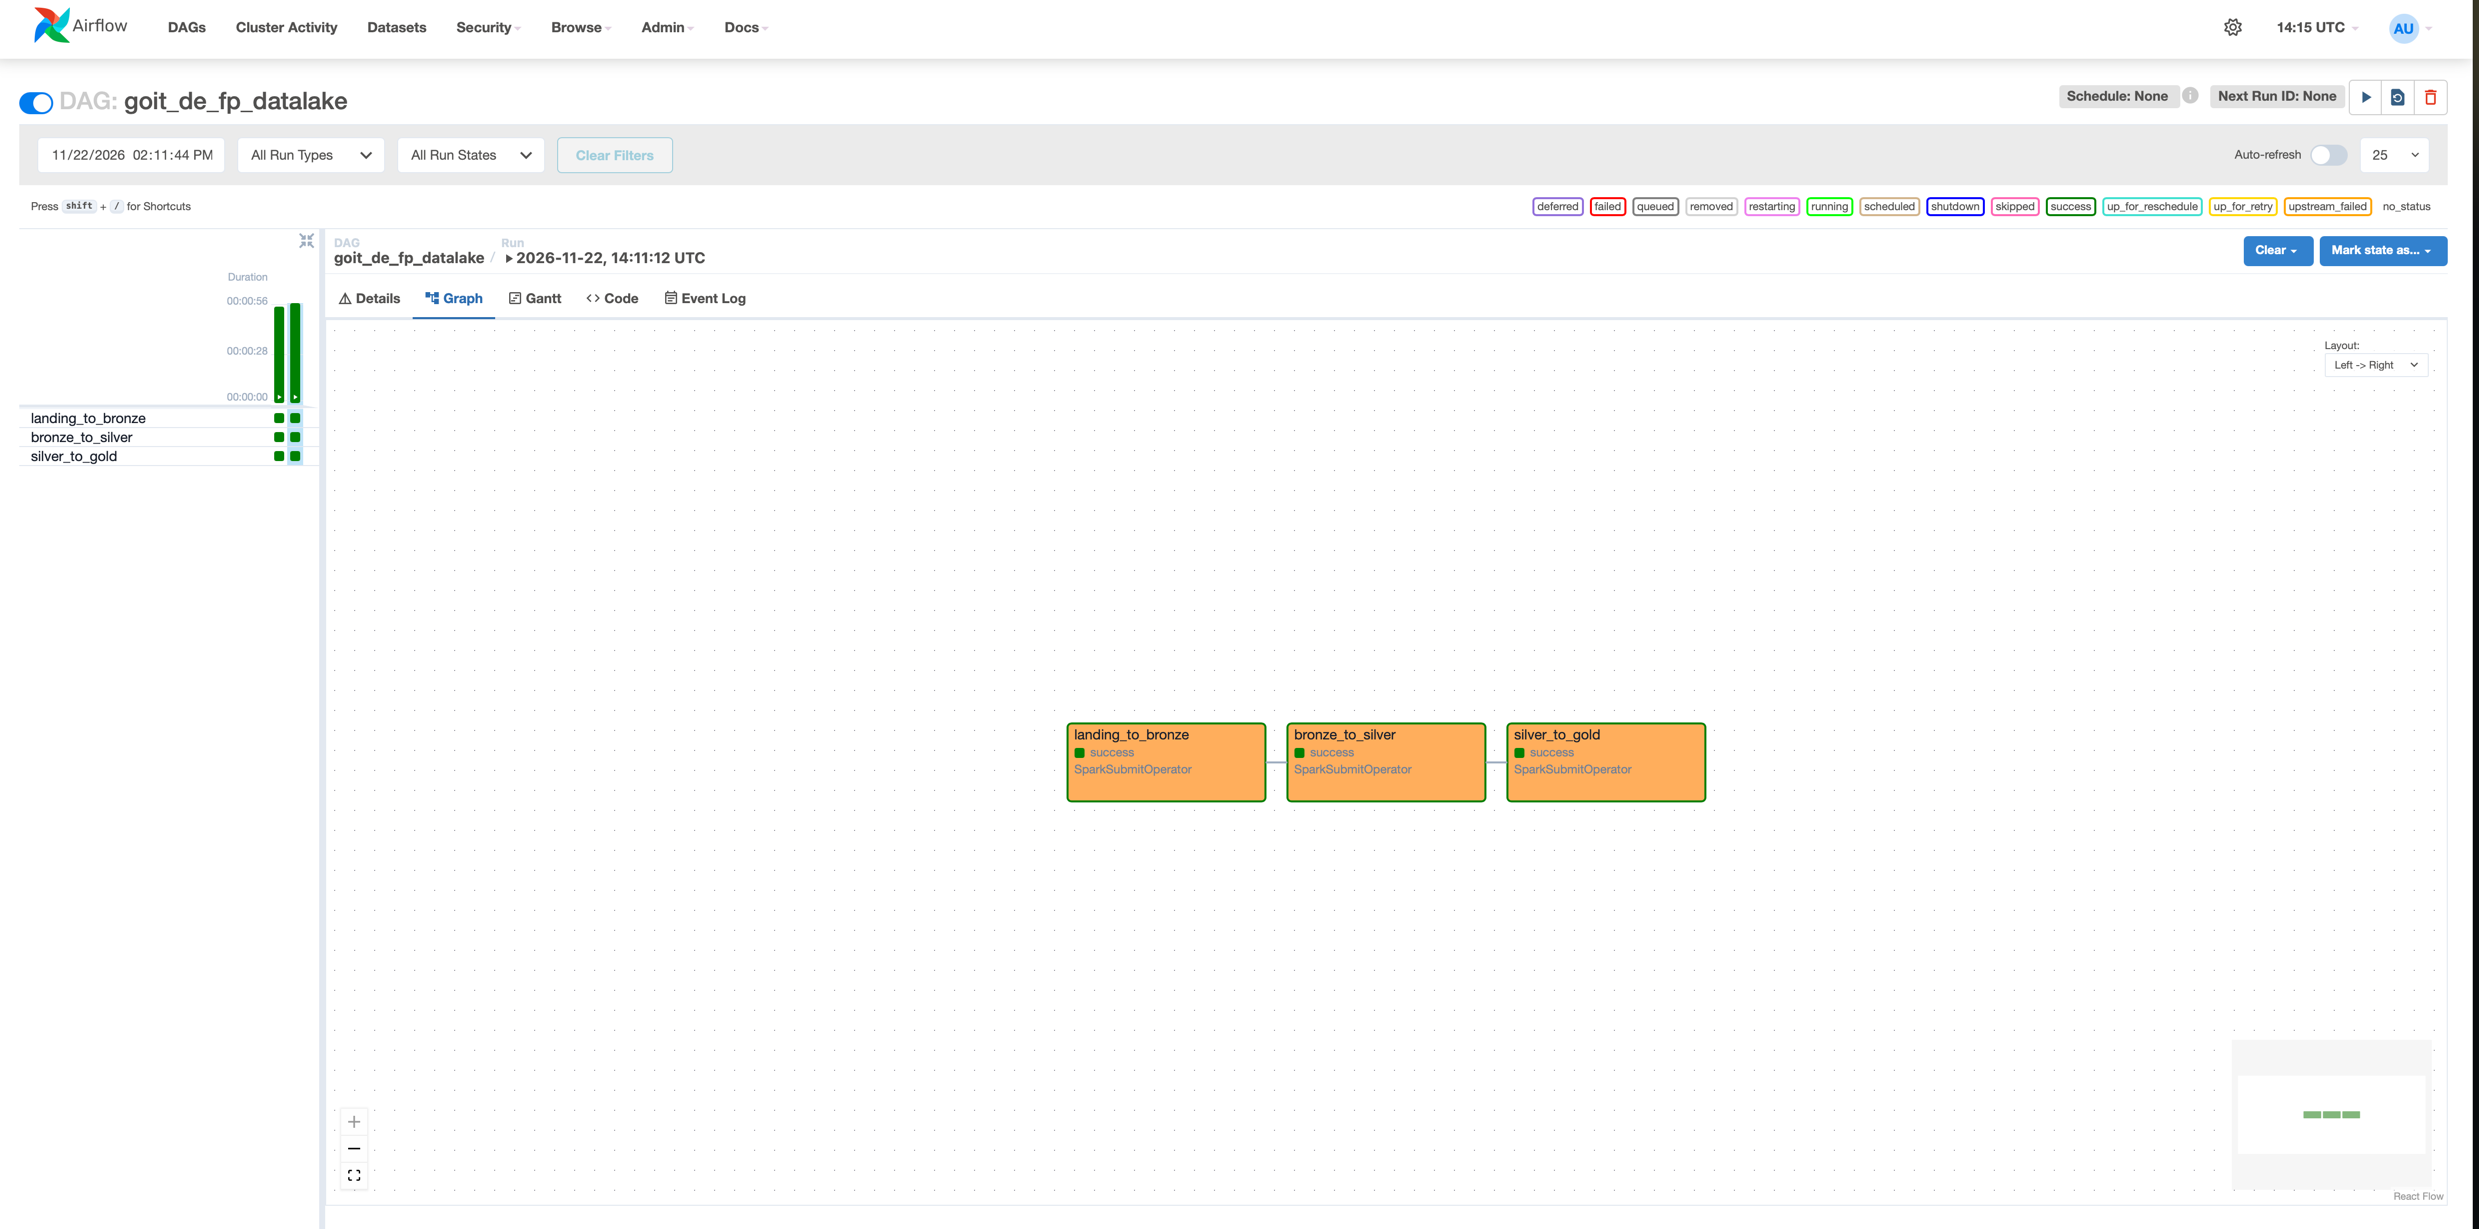 Airflow DAGs Cluster Activity Datasets Security Browse Admin Docs 14:15 UTC AU
DAG: goit_de_fp_datalake Schedule: None i Next Run ID: None
11/22/2026 02:11:44 PM All Run Types All Run States Clear Filters Auto-refresh 25
Press shift + / for Shortcuts deferred failed queued removed restarting running scheduled shutdown skipped success up_for_reschedule up_for_retry upstream_failed no_status
DAG Run
goit_de_fp_datalake / 2026-11-22, 14:11:12 UTC Clear Mark state as...
Duration
00:00:56
00:00:28
00:00:00
landing_to_bronze
bronze_to_silver
silver_to_gold
Details Graph Gantt Code Event Log
Layout:
Left -> Right
landing_to_bronze
success
SparkSubmitOperator
bronze_to_silver
success
SparkSubmitOperator
silver_to_gold
success
SparkSubmitOperator
React Flow